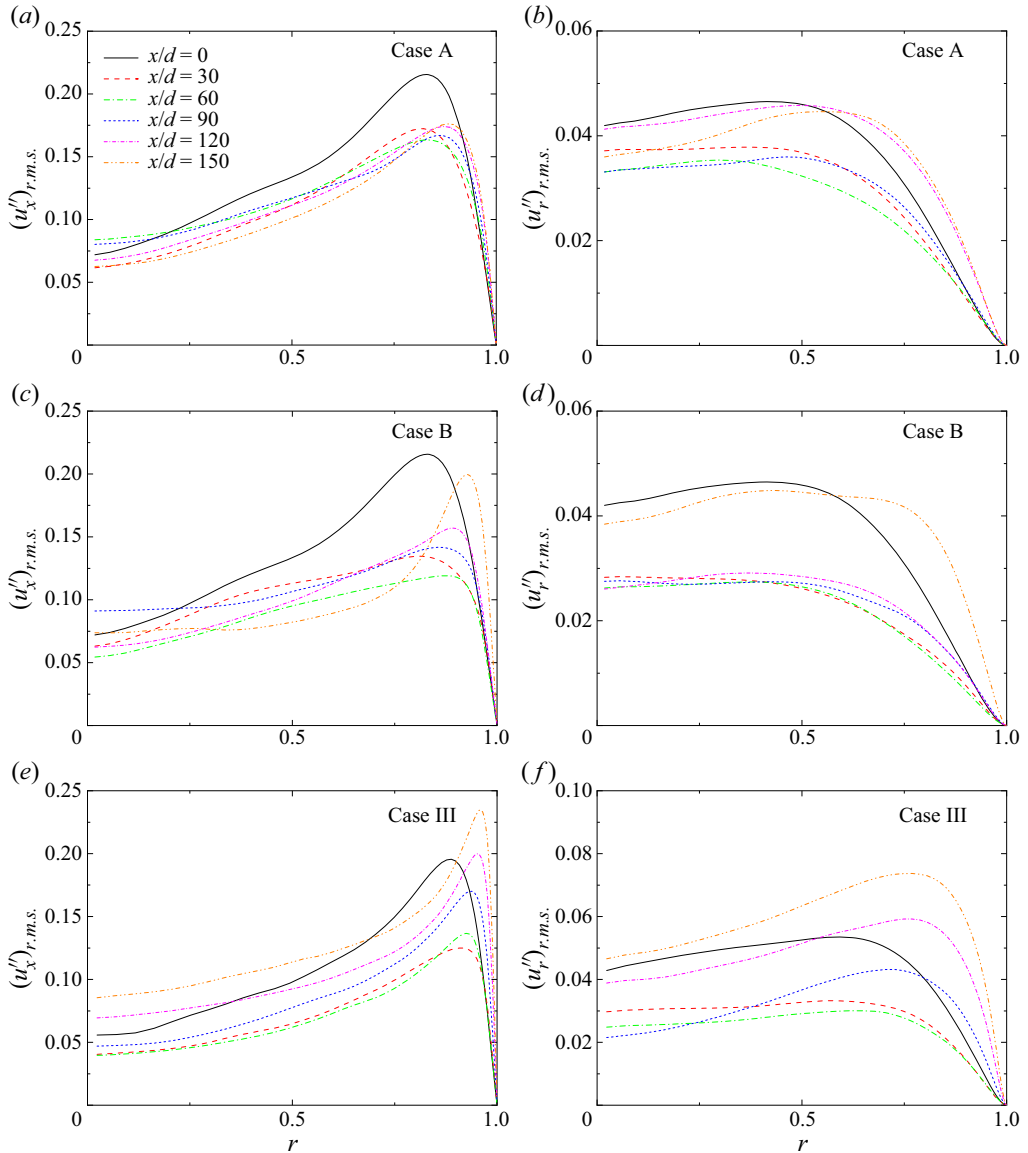 (a)
0.25
0.20
0.15
0.10
0.05
0
0.5
1.0
(u″x)r.m.s.
Case A
x/d = 0
x/d = 30
x/d = 60
x/d = 90
x/d = 120
x/d = 150
(b)
0.06
0.04
0.02
0
0.5
1.0
(u″r)r.m.s.
Case A
(c)
0.25
0.20
0.15
0.10
0.05
0
0.5
1.0
(u″x)r.m.s.
Case B
(d)
0.06
0.04
0.02
0
0.5
1.0
(u″r)r.m.s.
Case B
(e)
0.25
0.20
0.15
0.10
0.05
0
0.5
1.0
(u″x)r.m.s.
Case III
r
(f)
0.10
0.08
0.06
0.04
0.02
0
0.5
1.0
(u″r)r.m.s.
Case III
r